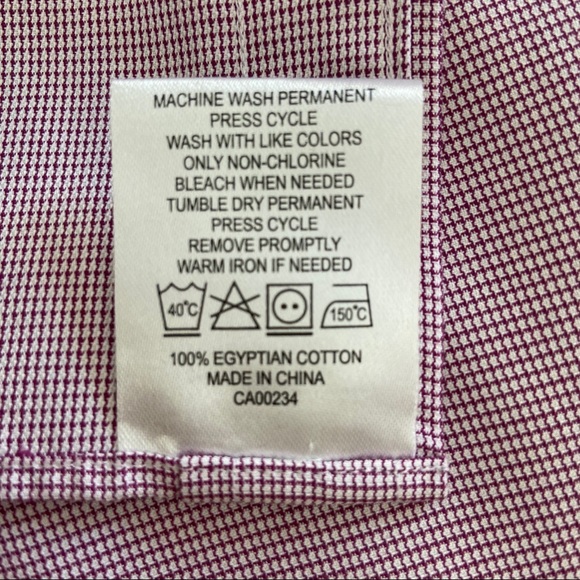 MACHINE WASH PERMANENT
PRESS CYCLE
WASH WITH LIKE COLORS
ONLY NON-CHLORINE
BLEACH WHEN NEEDED
TUMBLE DRY PERMANENT
PRESS CYCLE
REMOVE PROMPTLY
WARM IRON IF NEEDED
40°C 150°C
100% EGYPTIAN COTTON
MADE IN CHINA
CA00234